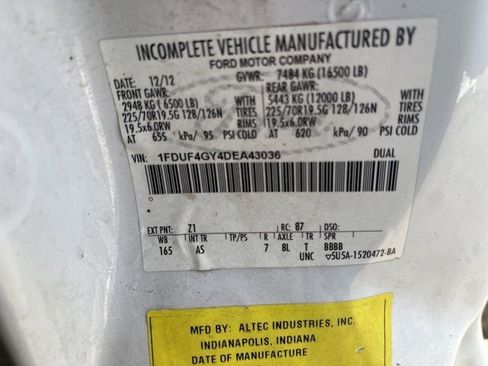 INCOMPLETE VEHICLE MANUFACTURED BY
FORD MOTOR COMPANY
DATE: 12/12 GVWR: 7484 KG (16500 LB)
FRONT GAWR: REAR GAWR:
2948 KG (6500 LB) WITH 5443 KG (12000 LB) WITH
225/70R19.5G 128/126N TIRES 225/70R19.5G 128/126N TIRES
19.5x6.0RW RIMS 19.5x6.0RW RIMS
AT 655 kPa/ 95 PSI COLD AT 620 kPa/ 90 PSI COLD
VIN: 1FDUF4GY4DEA43036 DUAL
EXT PNT: Z1 RC: 87 DSO:
WB INT TR TP/PS R AXLE TR SPR
165 AS 7 8L T BBBB
UNC ▽5U5A-1520472-BA
MFD BY: ALTEC INDUSTRIES, INC.
INDIANAPOLIS, INDIANA
DATE OF MANUFACTURE